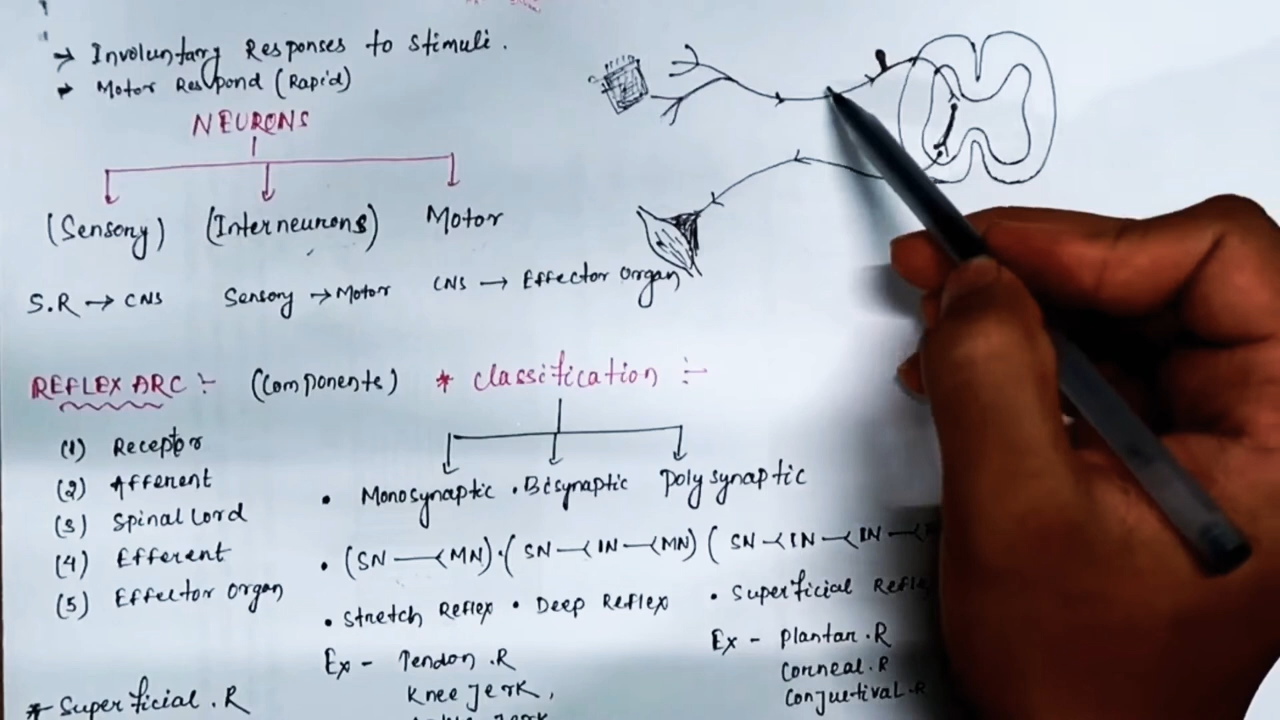 → Involuntary Responses to stimuli.
→ Motor Respond (Rapid)
NEURONS
(Sensory) (Interneurons) Motor
S.R → CNS Sensory → Motor CNS → Effector organ
REFLEX ARC :- (Components) * Classification :-
(1) Receptor
(2) Afferent
(3) Spinal Cord
(4) Efferent
(5) Effector organ
• Monosynaptic • Bisynaptic Poly synaptic
• (SN —< MN) • (SN —< IN —< MN) (SN —< IN —< IN —<
• Stretch Reflex • Deep Reflex • Superficial
Ex - Tendon .R
Knee Jerk,
Ex - Plantar .R
Corneal .R
Conjuctival .R
* Superficial . R